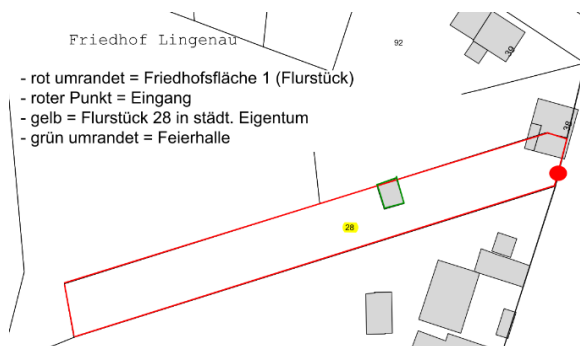 Friedhof Lingenau
92
39
- rot umrandet = Friedhofsfläche 1 (Flurstück)
- roter Punkt = Eingang
- gelb = Flurstück 28 in städt. Eigentum
- grün umrandet = Feierhalle
38
28